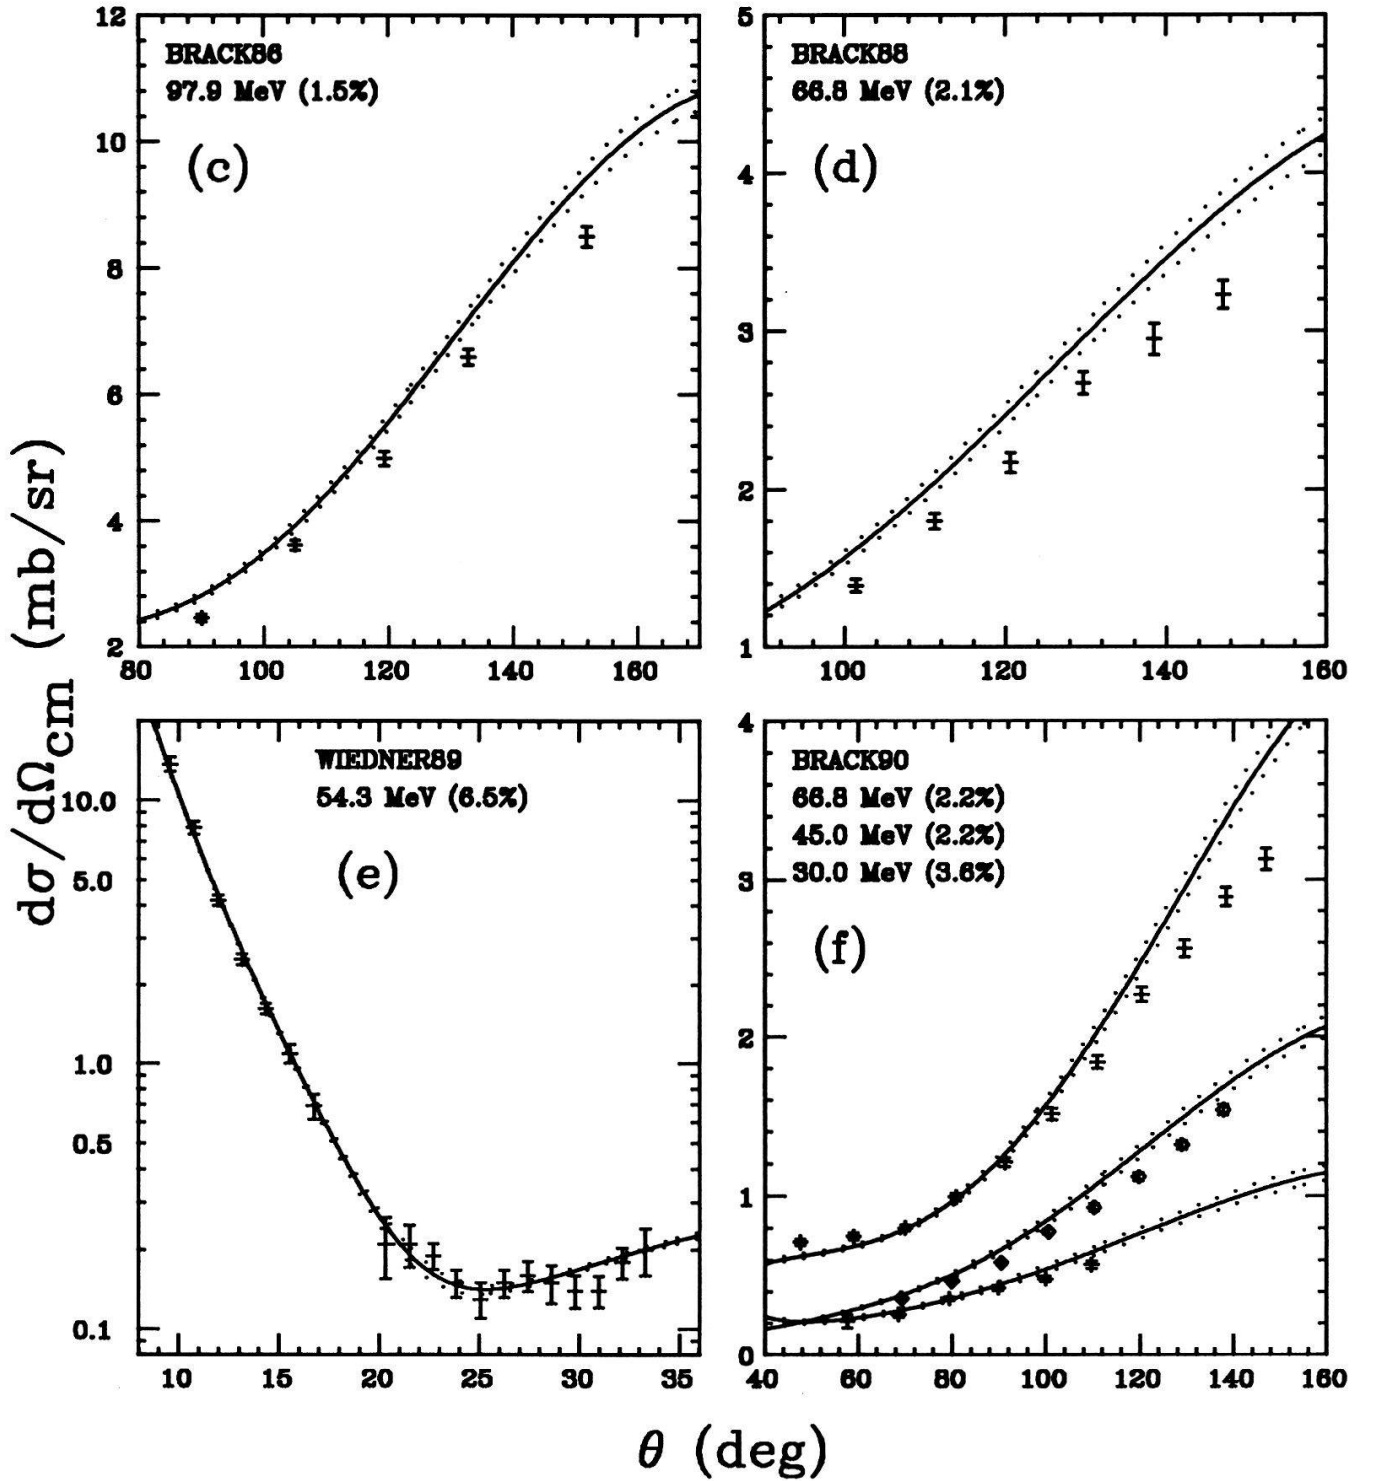 12
10
8
6
4
2
80
100
120
140
160
BRACK86
97.9 MeV (1.5%)
(c)
5
4
3
2
1
100
120
140
160
BRACK88
66.8 MeV (2.1%)
(d)
dσ/dΩcm (mb/sr)
10.0
5.0
1.0
0.5
0.1
10
15
20
25
30
35
WIEDNER89
54.3 MeV (6.5%)
(e)
4
3
2
1
0
40
60
80
100
120
140
160
BRACK90
66.8 MeV (2.2%)
45.0 MeV (2.2%)
30.0 MeV (3.6%)
(f)
θ (deg)